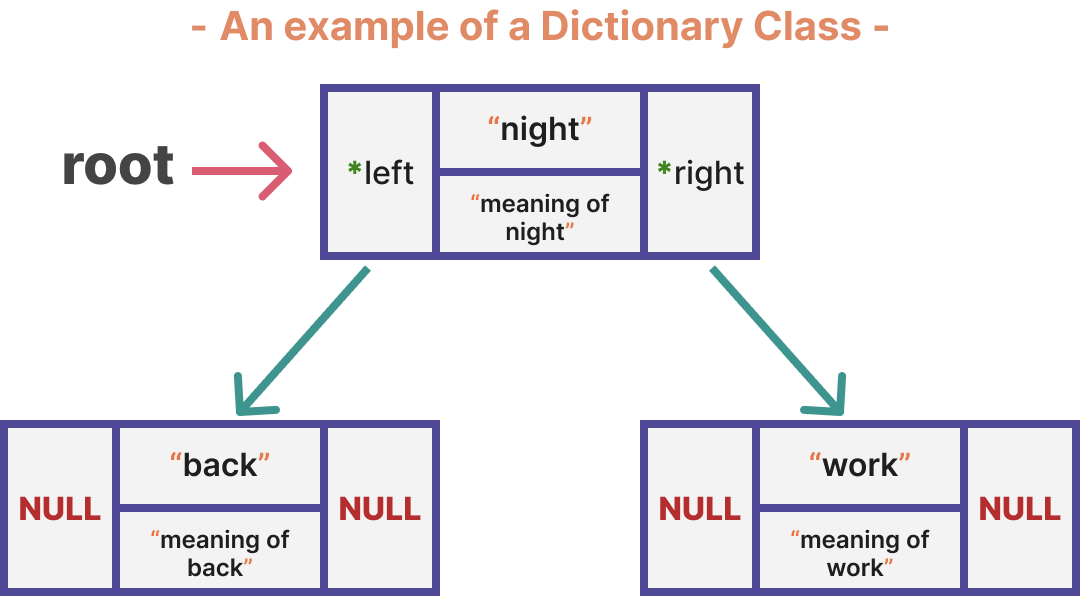 - An example of a Dictionary Class -
root
*left
“night”
“meaning of
night”
*right
NULL
“back”
“meaning of
back”
NULL
NULL
“work”
“meaning of
work”
NULL